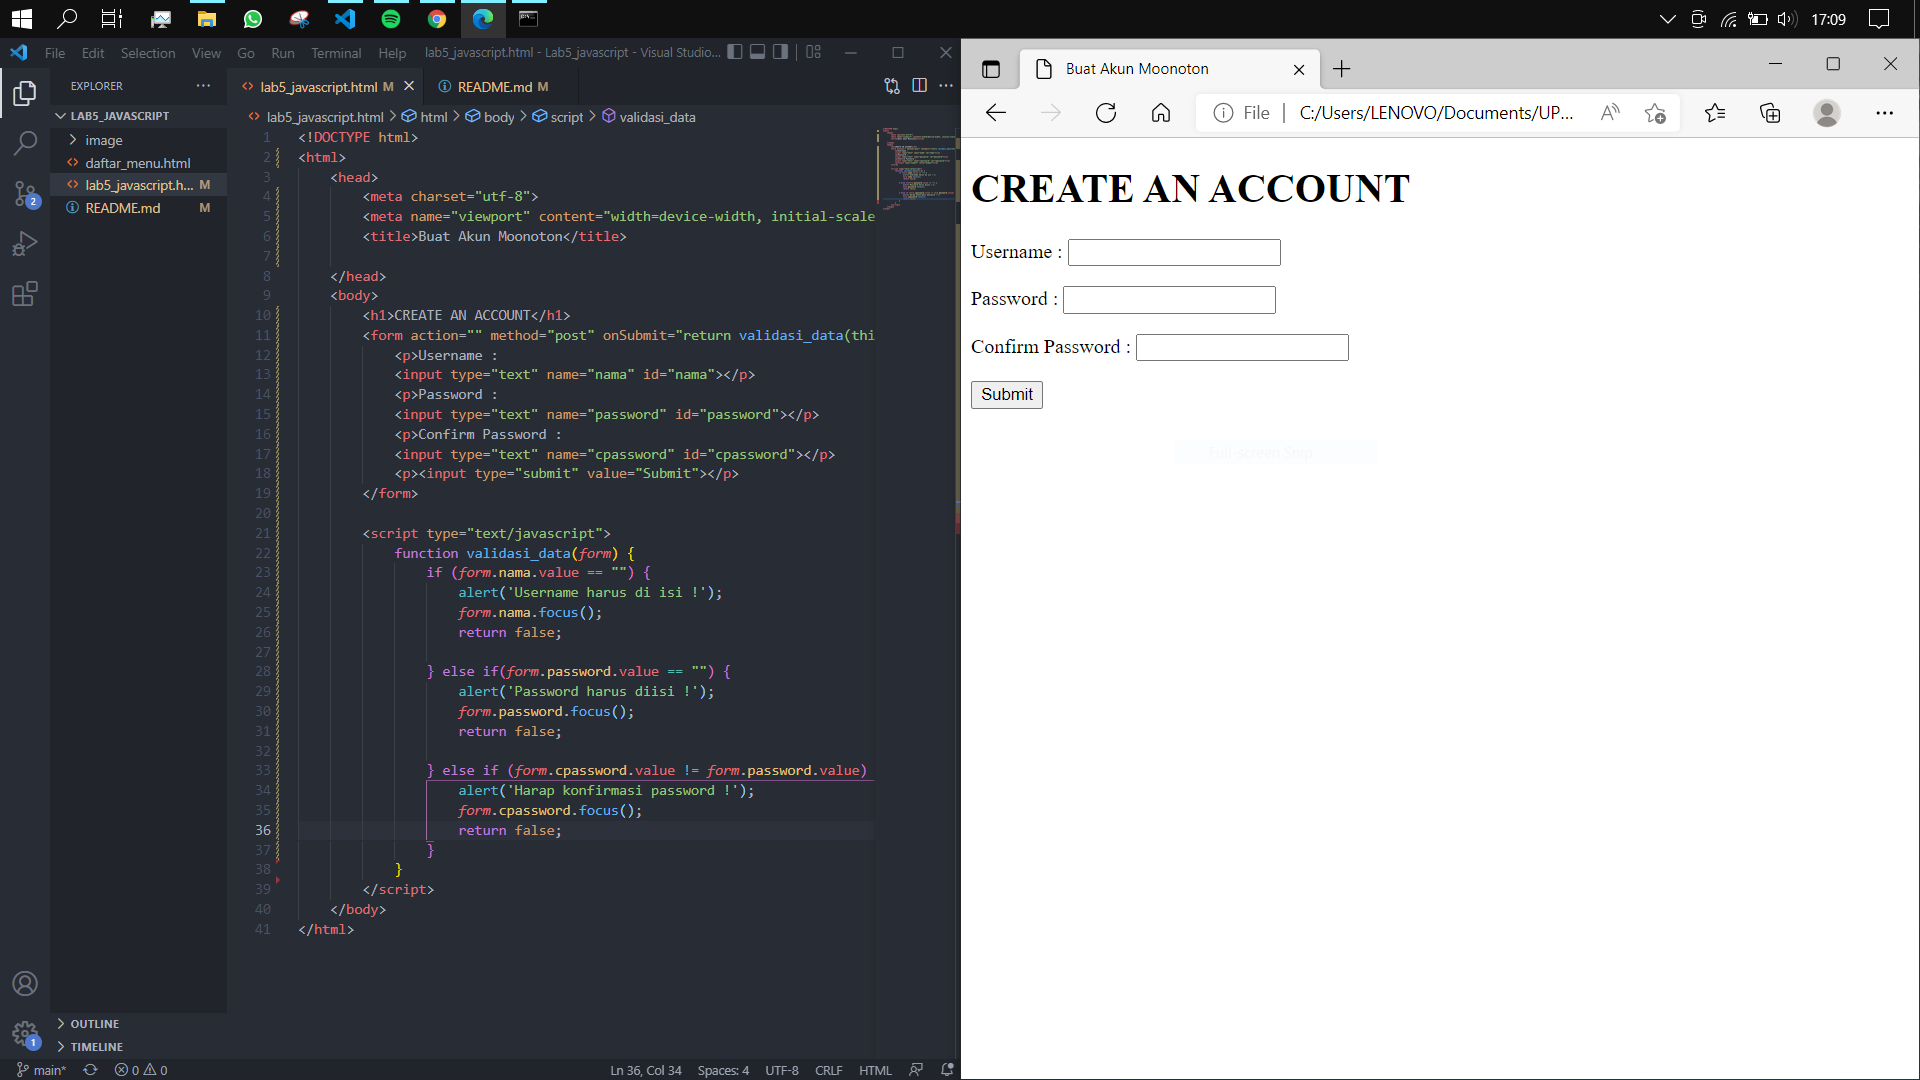 17:09
File Edit Selection View Go Run Terminal Help lab5_javascript.html - Lab5_javascript - Visual Studio...
EXPLORER
LAB5_JAVASCRIPT
image
daftar_menu.html
lab5_javascript.h... M
README.md M
2
1
OUTLINE
TIMELINE
lab5_javascript.html M
README.md M
lab5_javascript.html > html > body > script > validasi_data
1 <!DOCTYPE html>
2 <html>
3 <head>
4 <meta charset="utf-8">
5 <meta name="viewport" content="width=device-width, initial-scale
6 <title>Buat Akun Moonoton</title>
7
8 </head>
9 <body>
10 <h1>CREATE AN ACCOUNT</h1>
11 <form action="" method="post" onSubmit="return validasi_data(thi
12 <p>Username :
13 <input type="text" name="nama" id="nama"></p>
14 <p>Password :
15 <input type="text" name="password" id="password"></p>
16 <p>Confirm Password :
17 <input type="text" name="cpassword" id="cpassword"></p>
18 <p><input type="submit" value="Submit"></p>
19 </form>
20
21 <script type="text/javascript">
22 function validasi_data(form) {
23 if (form.nama.value == "") {
24 alert('Username harus di isi !');
25 form.nama.focus();
26 return false;
27
28 } else if(form.password.value == "") {
29 alert('Password harus diisi !');
30 form.password.focus();
31 return false;
32
33 } else if (form.cpassword.value != form.password.value)
34 alert('Harap konfirmasi password !');
35 form.cpassword.focus();
36 return false;
37 }
38 }
39 </script>
40 </body>
41 </html>
main* 0 0 Ln 36, Col 34 Spaces: 4 UTF-8 CRLF HTML
Buat Akun Moonoton
File C:/Users/LENOVO/Documents/UP...
CREATE AN ACCOUNT
Username :
Password :
Confirm Password :
Submit